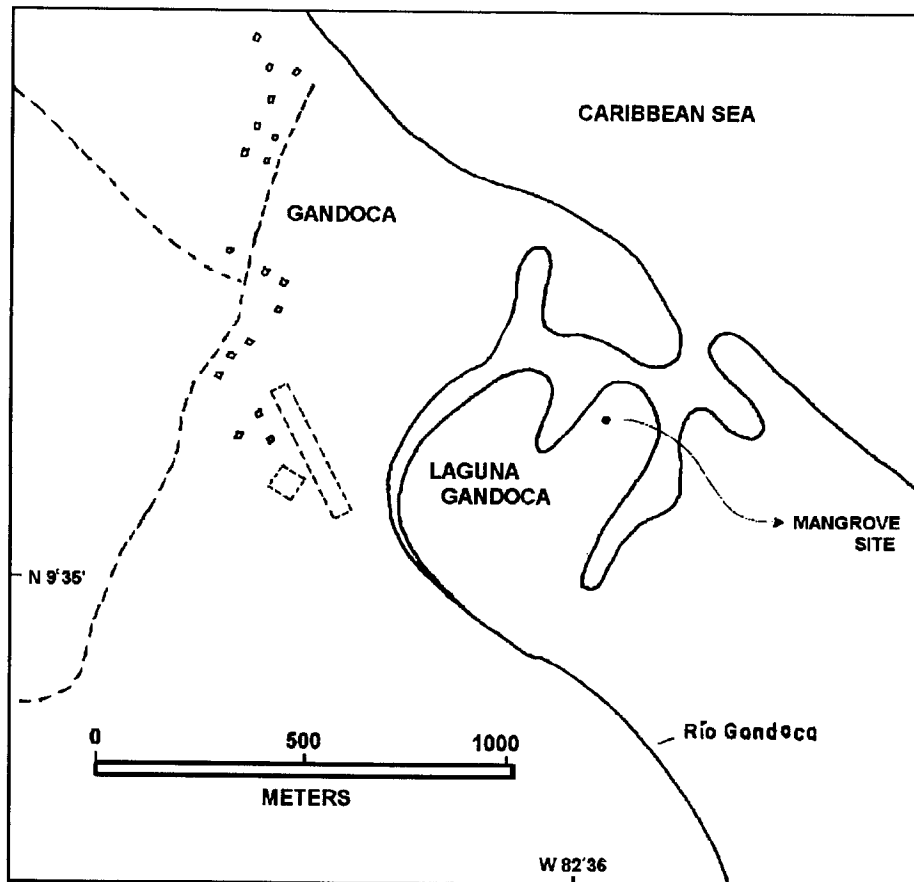 CARIBBEAN SEA
GANDOCA
LAGUNA
GANDOCA
MANGROVE
SITE
N 9°35'
Río Gandoca
0 500 1000
METERS
W 82°36